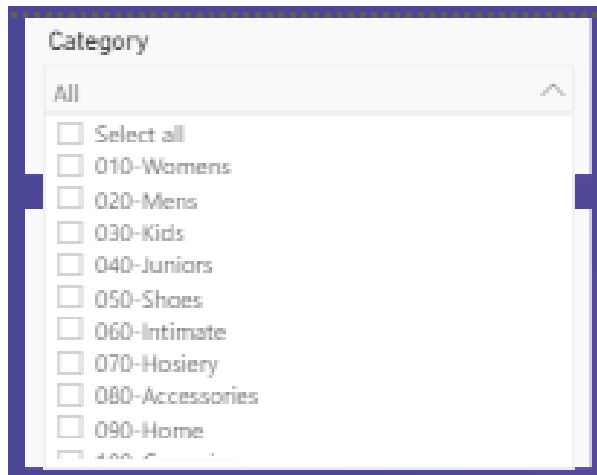 Category
All
Select all
010-Womens
020-Mens
030-Kids
040-Juniors
050-Shoes
060-Intimate
070-Hosiery
080-Accessories
090-Home